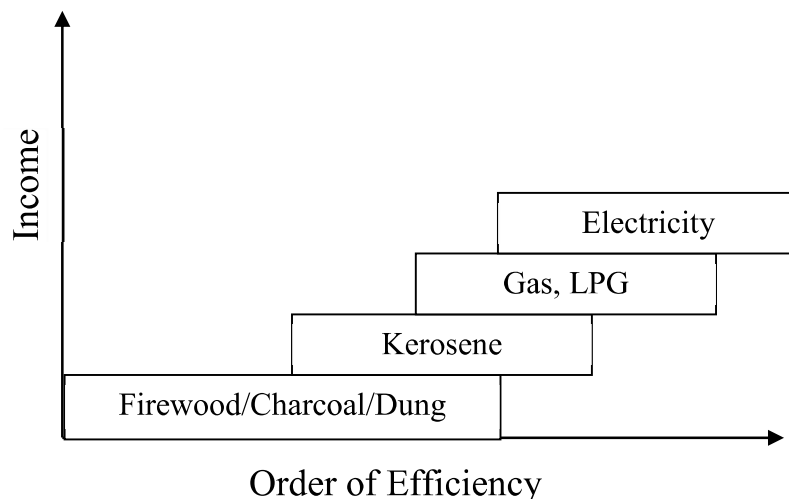 Income
Electricity
Gas, LPG
Kerosene
Firewood/Charcoal/Dung
Order of Efficiency